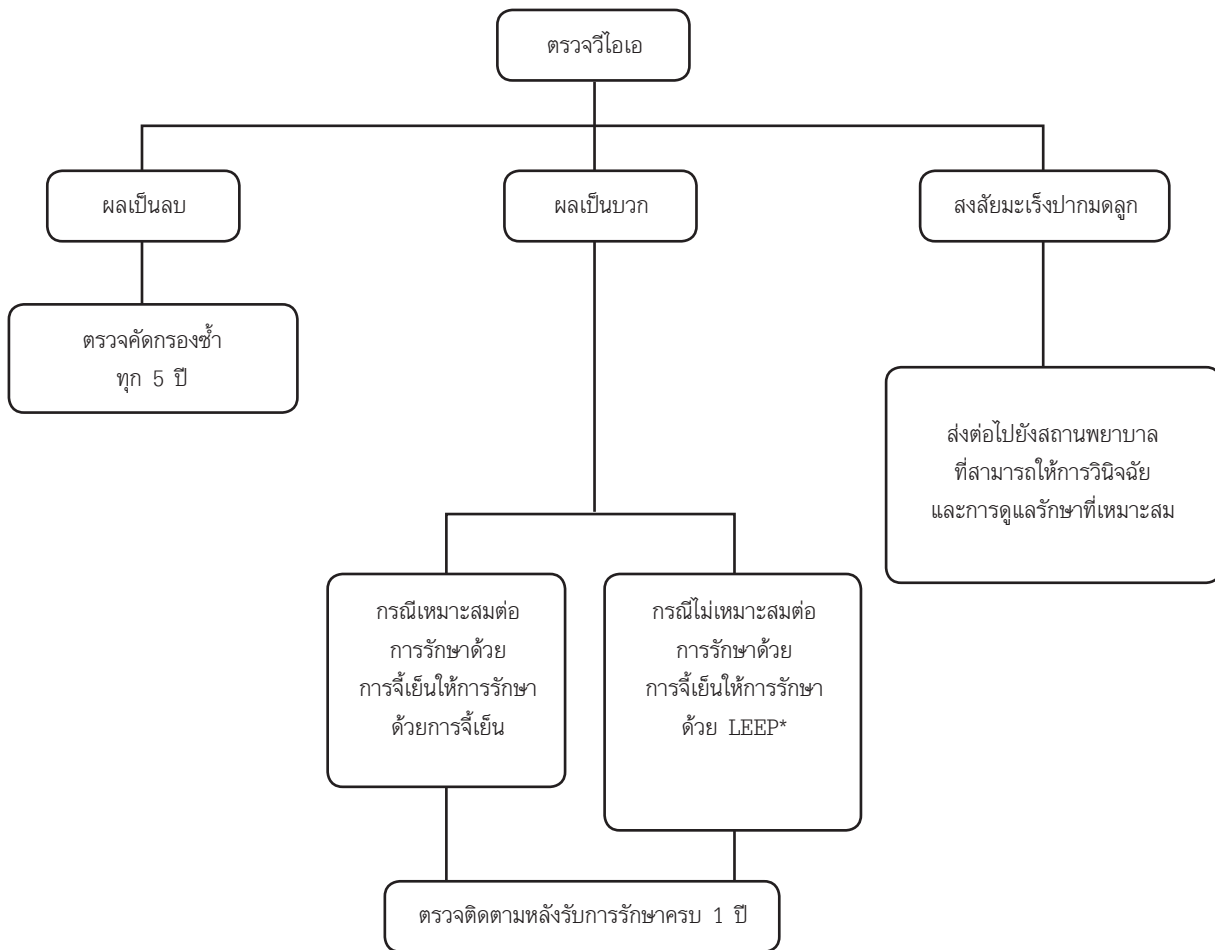 ตรวจวีไอเอ
ผลเป็นลบ
ผลเป็นบวก
สงสัยมะเร็งปากมดลูก
ตรวจคัดกรองซ้ำ
ทุก 5 ปี
ส่งต่อไปยังสถานพยาบาล
ที่สามารถให้การวินิจฉัย
และการดูแลรักษาที่เหมาะสม
กรณีเหมาะสมต่อ
การรักษาด้วย
การจี้เย็นให้การรักษา
ด้วยการจี้เย็น
กรณีไม่เหมาะสมต่อ
การรักษาด้วย
การจี้เย็นให้การรักษา
ด้วย LEEP*
ตรวจติดตามหลังรับการรักษาครบ 1 ปี